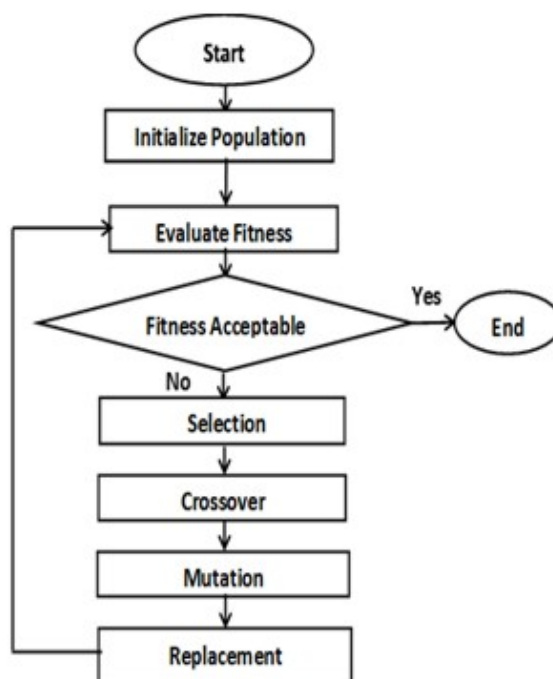 Start
Initialize Population
Evaluate Fitness
Fitness Acceptable
Yes
End
No
Selection
Crossover
Mutation
Replacement